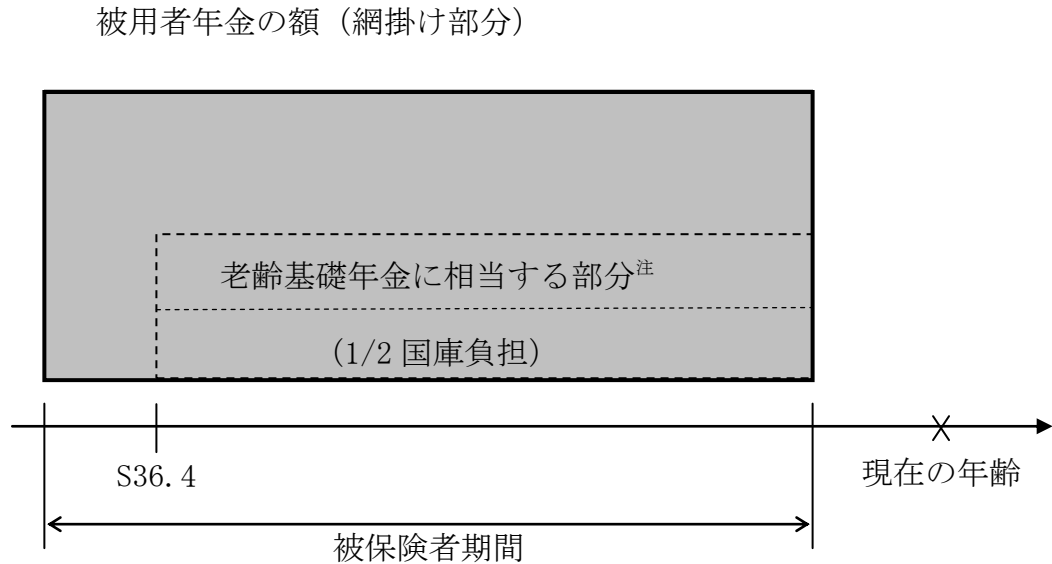 被用者年金の額（網掛け部分）
老齢基礎年金に相当する部分注
（1/2 国庫負担）
S36.4
現在の年齢
被保険者期間